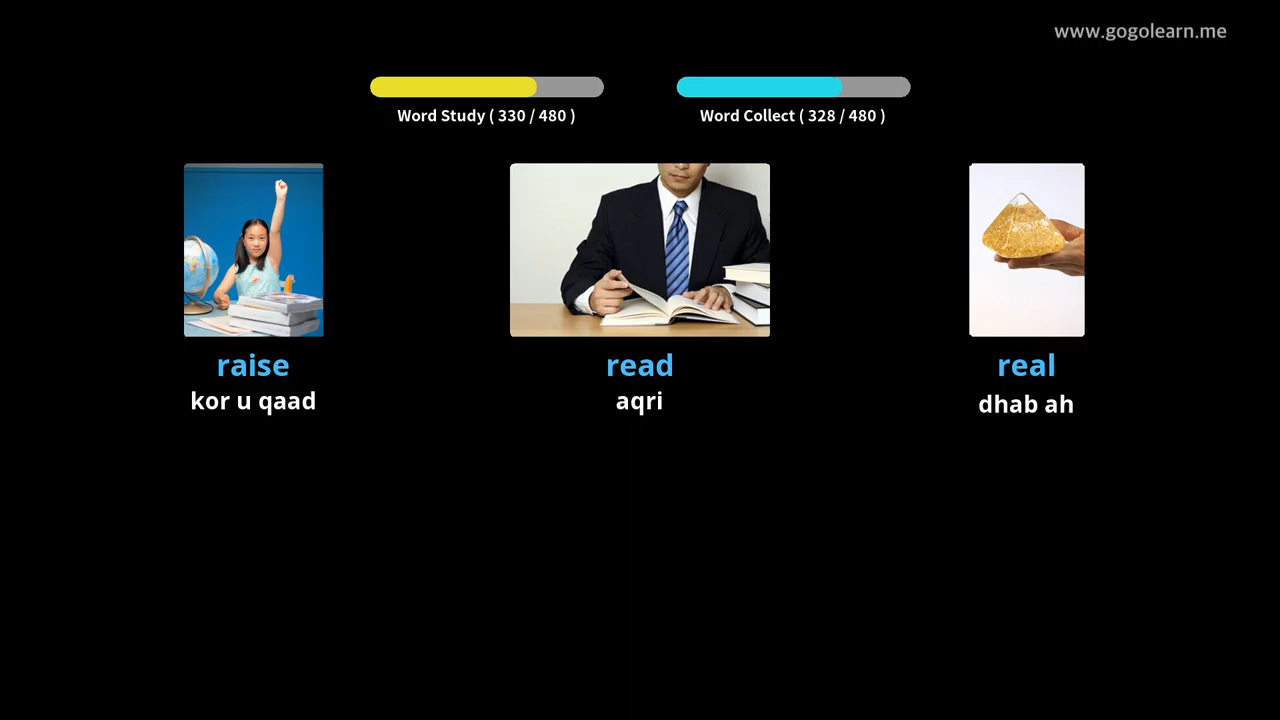 www.gogolearn.me
Word Study ( 330 / 480 )
Word Collect ( 328 / 480 )
raise
kor u qaad
read
aqri
real
dhab ah